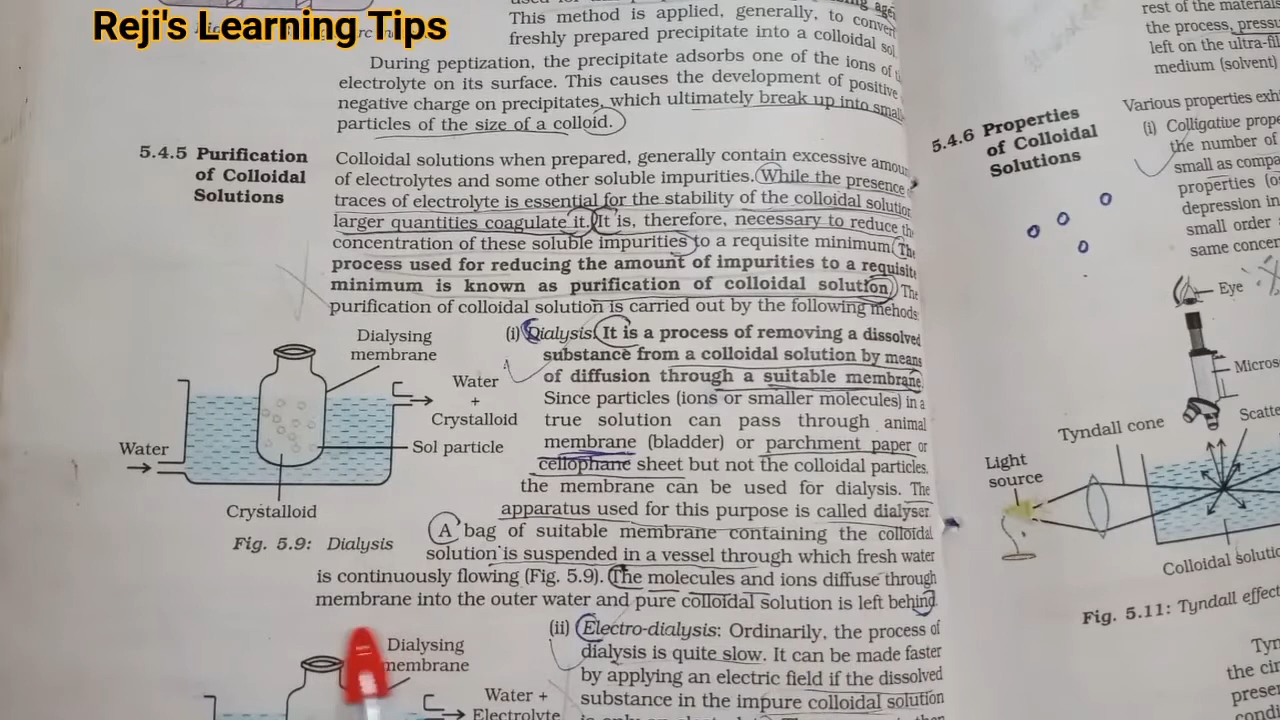 Reji's Learning Tips
This method is applied, generally, to convert
freshly prepared precipitate into a colloidal sol.
During peptization, the precipitate adsorbs one of the ions of
electrolyte on its surface. This causes the development of positive
negative charge on precipitates, which ultimately break up into
particles of the size of a colloid.
5.4.5 Purification
of Colloidal
Solutions
Colloidal solutions when prepared, generally contain excessive
of electrolytes and some other soluble impurities. While the presence
traces of electrolyte is essential for the stability of the colloidal solution
larger quantities coagulate it. It is, therefore, necessary to reduce
concentration of these soluble impurities to a requisite minimum. The
process used for reducing the amount of impurities to a requisite
minimum is known as purification of colloidal solution. The
purification of colloidal solution is carried out by the following mehods:
Dialysing
membrane
Water
+
Crystalloid
Sol particle
Water
Crystalloid
Fig. 5.9: Dialysis
(i) Dialysis: It is a process of removing a dissolved
substance from a colloidal solution by means
of diffusion through a suitable membrane.
Since particles (ions or smaller molecules) in a
true solution can pass through animal
membrane (bladder) or parchment paper or
cellophane sheet but not the colloidal particles,
the membrane can be used for dialysis. The
apparatus used for this purpose is called dialyser.
A bag of suitable membrane containing the colloidal
solution is suspended in a vessel through which fresh water
is continuously flowing (Fig. 5.9). The molecules and ions diffuse through
membrane into the outer water and pure colloidal solution is left behind.
Dialysing
membrane
Water +
Electrolyte
(ii) Electro-dialysis: Ordinarily, the process of
dialysis is quite slow. It can be made faster
by applying an electric field if the dissolved
substance in the impure colloidal solution
rest of the materials
the process, pressure
left on the ultra-
medium (solvent)
5.4.6 Properties
of Colloidal
Solutions
Various properties
(i) Colligative
the number of
small as
properties
depression in
small order
same
Eye
Tyndall cone
Light
source
Fig. 5.11: Tyndall effect